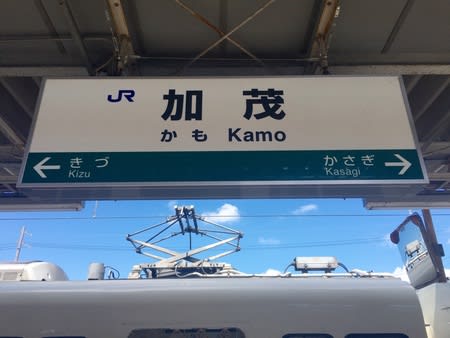 JR 加茂
かも Kamo
← きづ かさぎ →
Kizu Kasagi